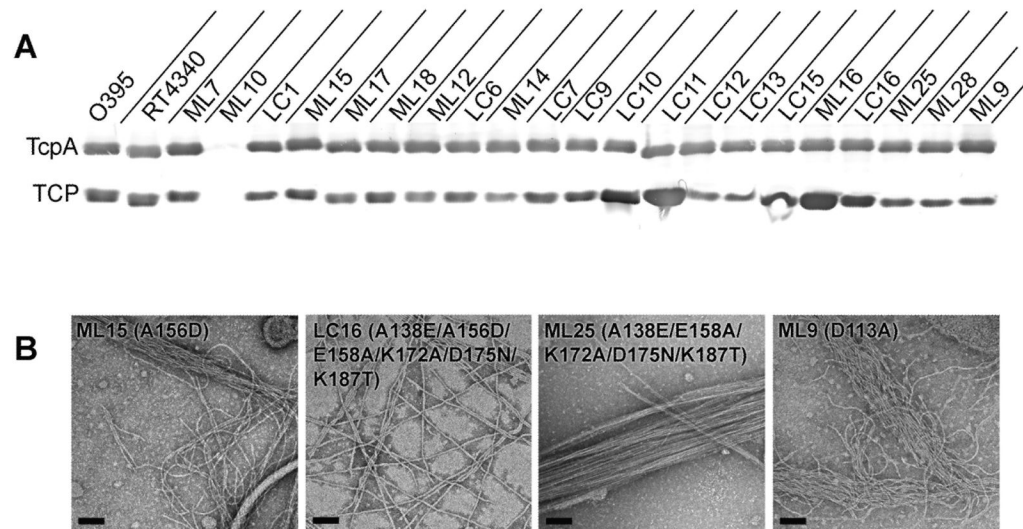 A
O395 RT4340 ML7 ML10 LC1 ML15 ML17 ML18 ML12 LC6 ML14 LC7 LC9 LC10 LC11 LC12 LC13 LC15 ML16 LC16 ML25 ML28 ML9
TcpA
TCP
B
ML15 (A156D)
LC16 (A138E/A156D/
E158A/K172A/D175N/
K187T)
ML25 (A138E/E158A/
K172A/D175N/K187T)
ML9 (D113A)